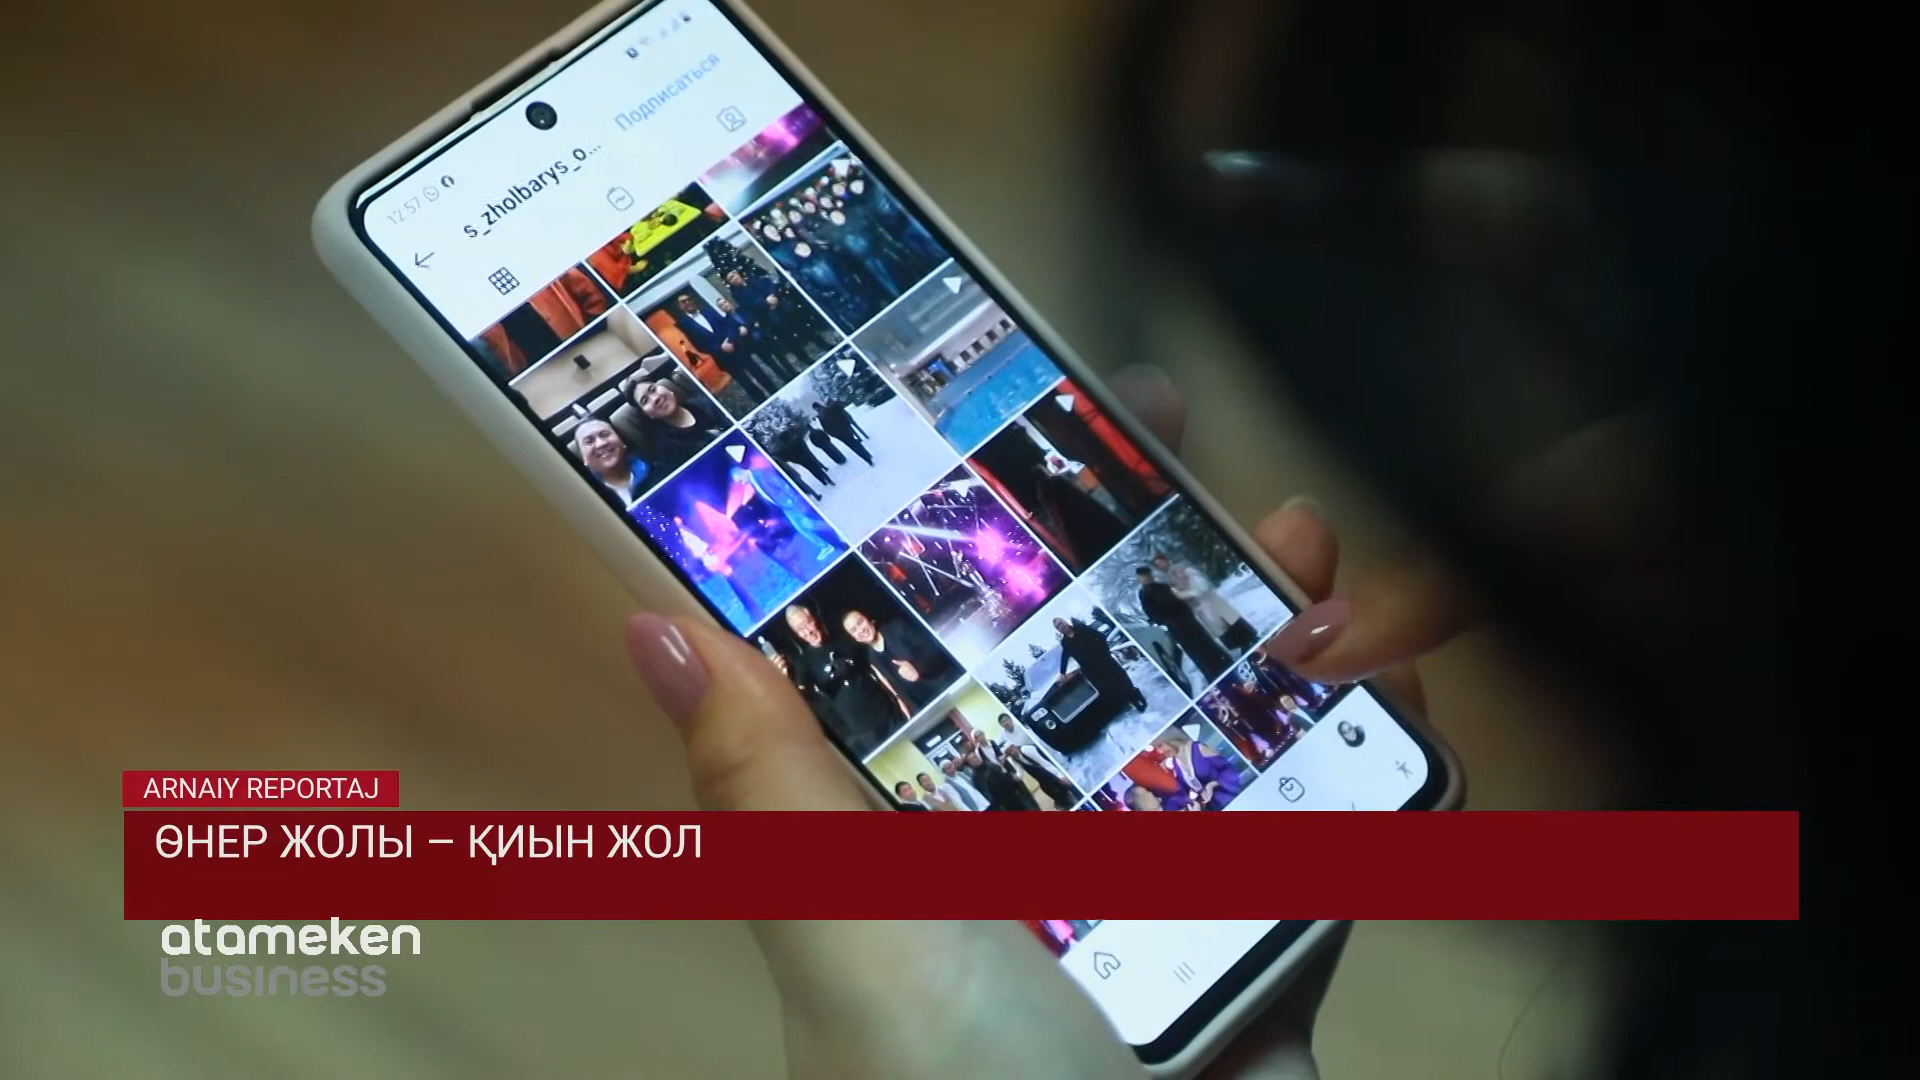 12:57
Подписаться
s_zholbarys_o...
ARNAIY REPORTAJ
ӨНЕР ЖОЛЫ – ҚИЫН ЖОЛ
atameken
business